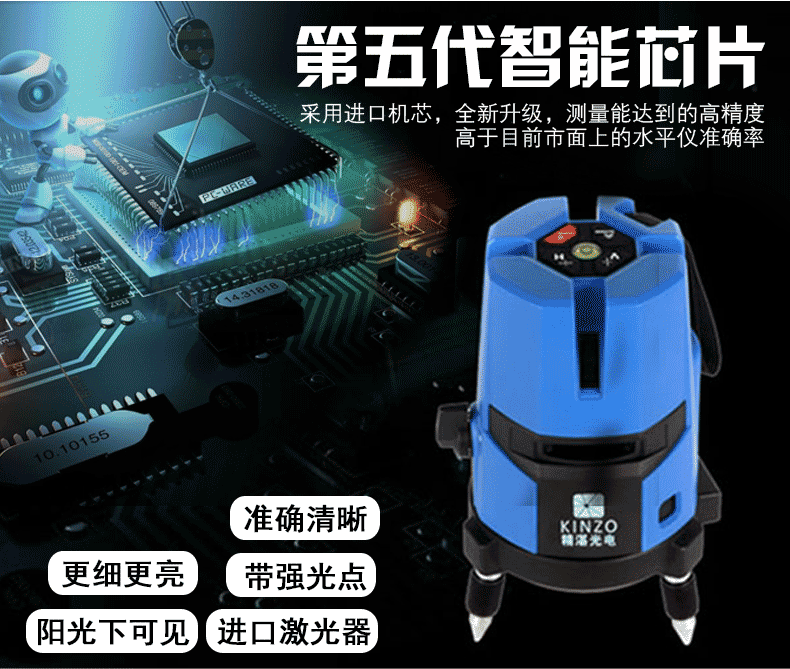 第五代智能芯片
采用进口机芯，全新升级，测量能达到的高精度
高于目前市面上的水平仪准确率
PC-WARE
14.31818
10.10155
H
V
KINZO
精湛光电
准确清晰
更细更亮
带强光点
阳光下可见
进口激光器